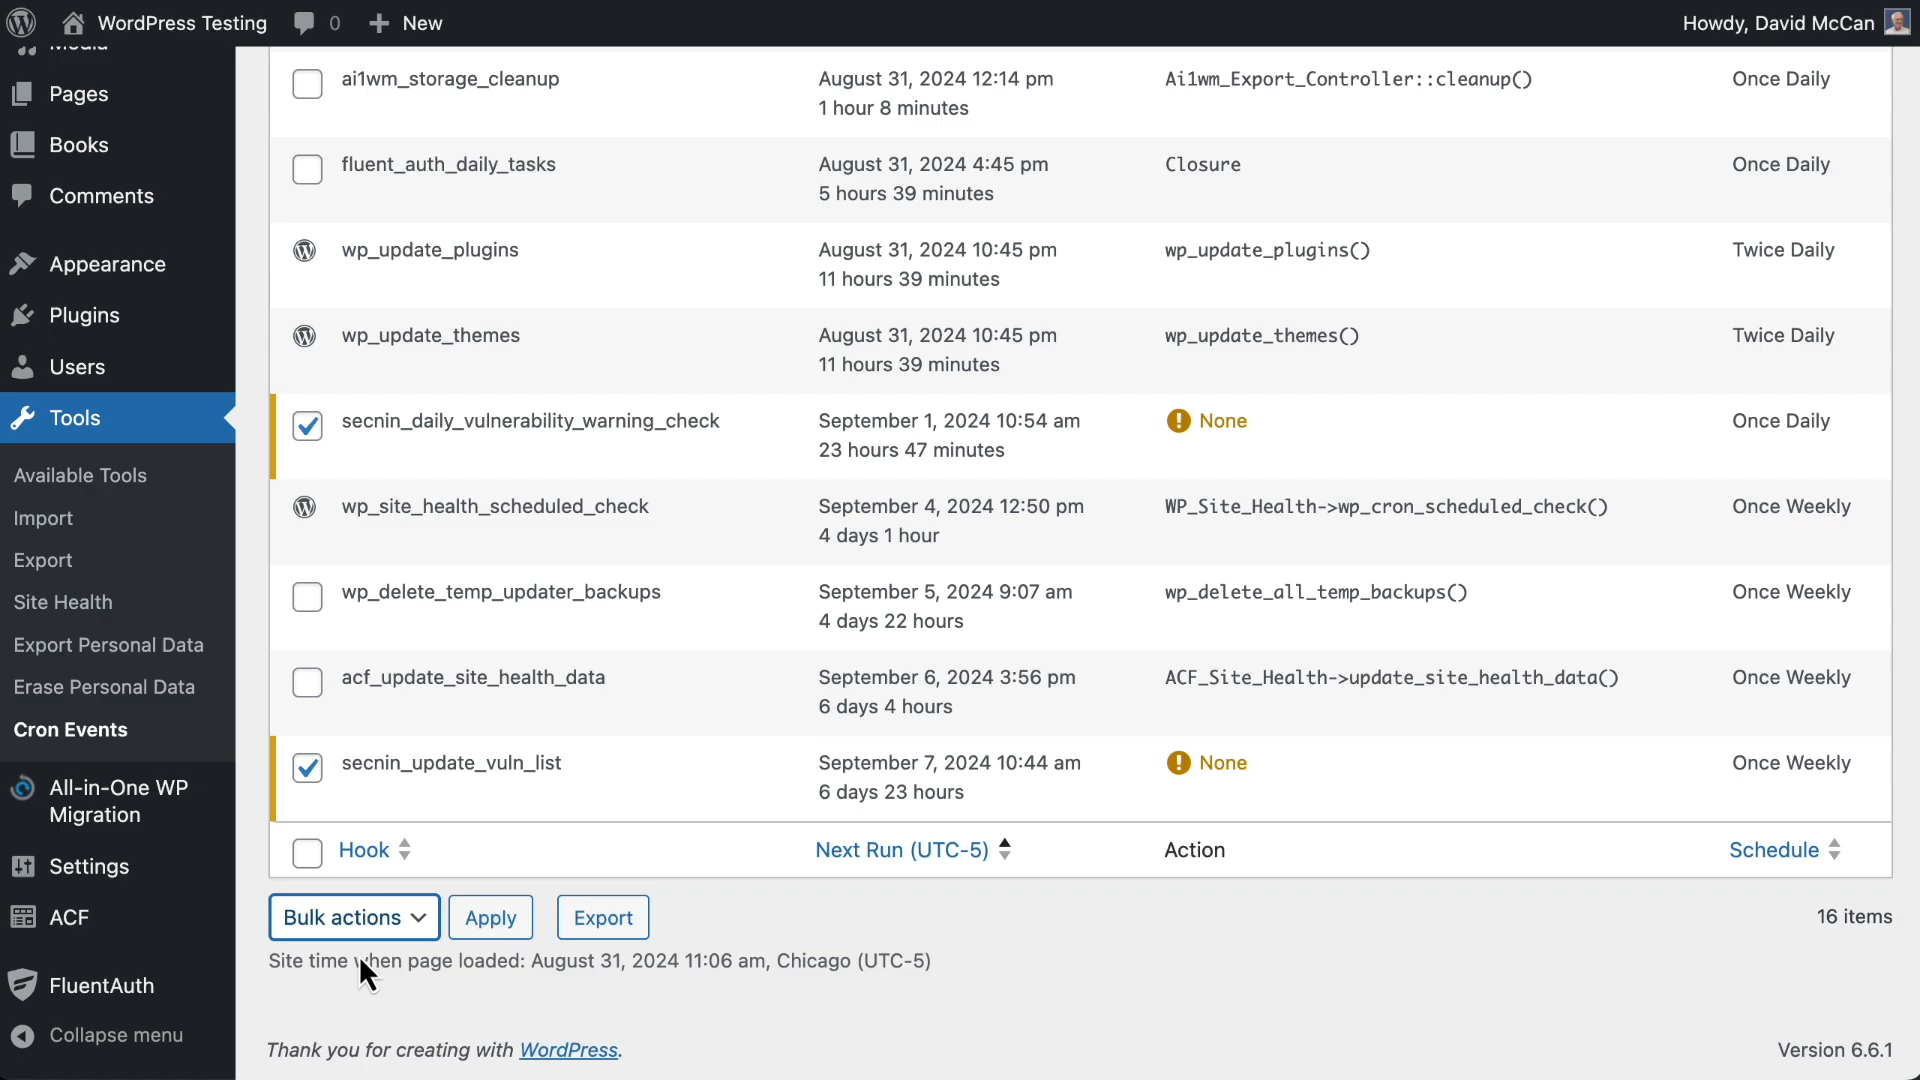 WordPress Testing 0 New Howdy, David McCan
Media
Pages
Books
Comments
Appearance
Plugins
Users
Tools
Available Tools
Import
Export
Site Health
Export Personal Data
Erase Personal Data
Cron Events
All-in-One WP
Migration
Settings
ACF
FluentAuth
Collapse menu
ai1wm_storage_cleanup August 31, 2024 12:14 pm Ai1wm_Export_Controller::cleanup() Once Daily
1 hour 8 minutes
fluent_auth_daily_tasks August 31, 2024 4:45 pm Closure Once Daily
5 hours 39 minutes
wp_update_plugins August 31, 2024 10:45 pm wp_update_plugins() Twice Daily
11 hours 39 minutes
wp_update_themes August 31, 2024 10:45 pm wp_update_themes() Twice Daily
11 hours 39 minutes
secnin_daily_vulnerability_warning_check September 1, 2024 10:54 am None Once Daily
23 hours 47 minutes
wp_site_health_scheduled_check September 4, 2024 12:50 pm WP_Site_Health->wp_cron_scheduled_check() Once Weekly
4 days 1 hour
wp_delete_temp_updater_backups September 5, 2024 9:07 am wp_delete_all_temp_backups() Once Weekly
4 days 22 hours
acf_update_site_health_data September 6, 2024 3:56 pm ACF_Site_Health->update_site_health_data() Once Weekly
6 days 4 hours
secnin_update_vuln_list September 7, 2024 10:44 am None Once Weekly
6 days 23 hours
Hook Next Run (UTC-5) Action Schedule
Bulk actions Apply Export 16 items
Site time when page loaded: August 31, 2024 11:06 am, Chicago (UTC-5)
Thank you for creating with WordPress. Version 6.6.1